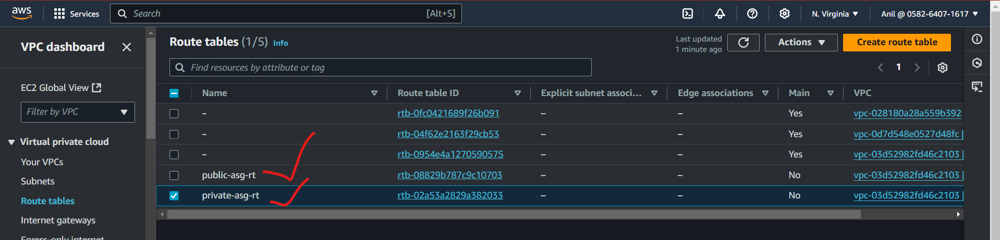 aws Services Search [Alt+S] N. Virginia Anil @ 0582-6407-1617
VPC dashboard
EC2 Global View
Filter by VPC
Virtual private cloud
Your VPCs
Subnets
Route tables
Internet gateways
Egress-only internet
Route tables (1/5) Info
Last updated
1 minute ago
Actions
Create route table
Find resources by attribute or tag
1
Name Route table ID Explicit subnet associ... Edge associations Main VPC
– rtb-0fc0421689f26b091 – – Yes vpc-028180a28a559b392
– rtb-04f62e2163f29cb53 – – Yes vpc-0d7d548e0527d48fc |
– rtb-0954e4a1270590575 – – Yes vpc-03d52982fd46c2103 |
public-asg-rt rtb-08829b787c9c10703 – – No vpc-03d52982fd46c2103 |
private-asg-rt rtb-02a53a2829a382033 – – No vpc-03d52982fd46c2103 |